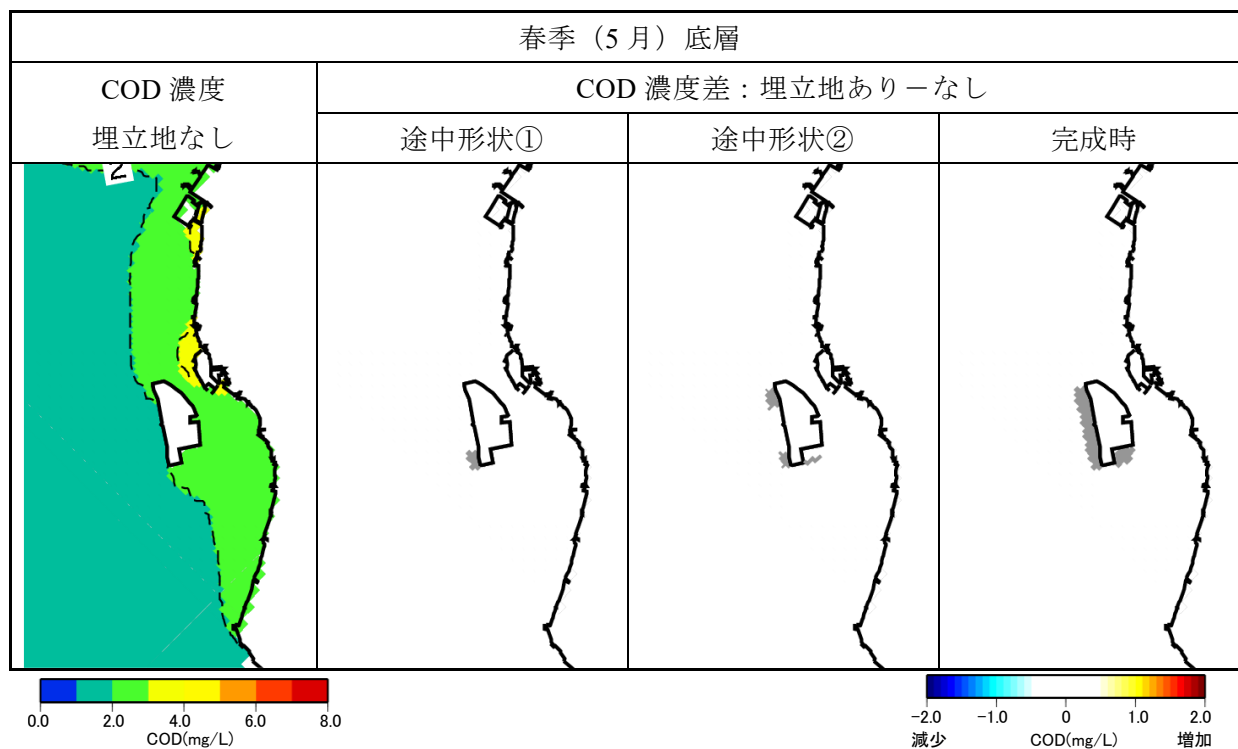 春季（5 月）底層
COD 濃度
埋立地なし
COD 濃度差：埋立地あり－なし
途中形状①
途中形状②
完成時
2
0.0 2.0 4.0 6.0 8.0
COD(mg/L)
-2.0 -1.0 0 1.0 2.0
減少 COD(mg/L) 増加